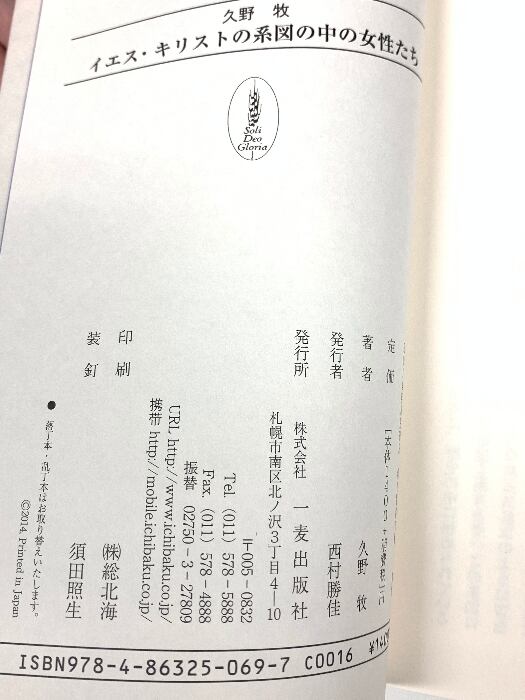 久野 牧
イエス・キリストの系図の中の女性たち
Soli
Deo
Gloria
定価
著者 久野 牧
発行者 西村勝佳
発行所 株式会社 一麦出版社
札幌市南区北ノ沢3丁目4―10
〒005-0832
Tel. (011) 578-5888
Fax. (011) 578-4888
振替 02750-3-27809
URL http://www.ichibaku.co.jp/
携帯 http://mobile.ichibaku.co.jp/
印刷 ㈱総北海
装釘 須田照生
● 落丁本・乱丁本はお取り替えいたします。
©2014, Printed in Japan
ISBN978-4-86325-069-7 C0016